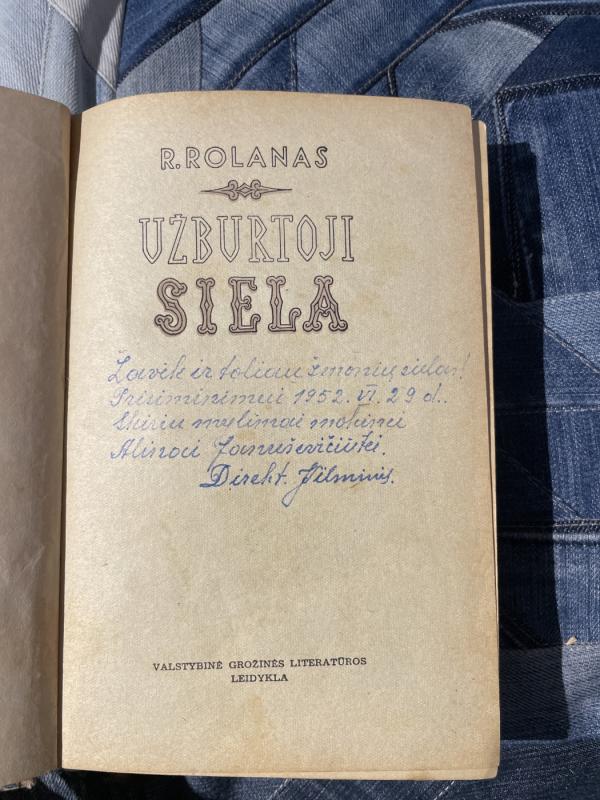 R. ROLANAS
UŽBURTOJI
SIELA
Žavėk ir toliau žmonių sielas!
Prisiminimui 1952. VI. 29 d..
Skiriu mylimai mokinei
Alinai Januševičiūtei.
Direkt.
VALSTYBINĖ GROŽINĖS LITERATŪROS
LEIDYKLA